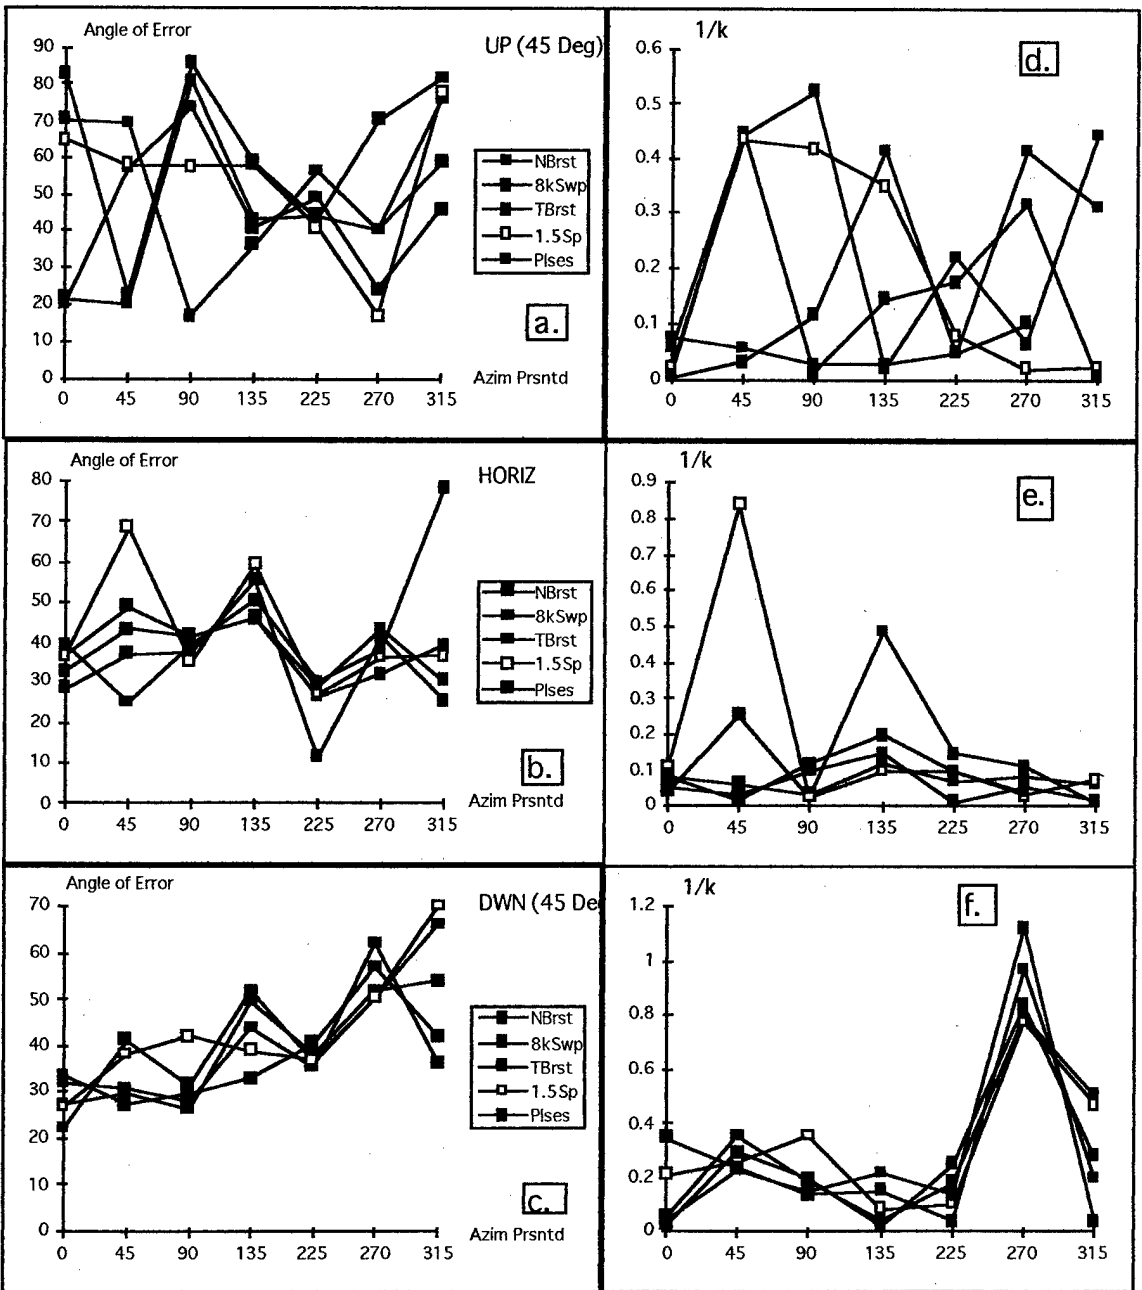 Angle of Error
UP (45 Deg)
90
80
70
60
50
40
30
20
10
0
0 45 90 135 225 270 315
Azim Prsntd
NBrst
8kSwp
TBrst
1.5Sp
Plses
a.
1/k
d.
0.6
0.5
0.4
0.3
0.2
0.1
0
0 45 90 135 225 270 315
Angle of Error
HORIZ
80
70
60
50
40
30
20
10
0
0 45 90 135 225 270 315
Azim Prsntd
NBrst
8kSwp
TBrst
1.5Sp
Plses
b.
1/k
e.
0.9
0.8
0.7
0.6
0.5
0.4
0.3
0.2
0.1
0
0 45 90 135 225 270 315
Angle of Error
DWN (45 De
70
60
50
40
30
20
10
0
0 45 90 135 225 270 315
Azim Prsntd
NBrst
8kSwp
TBrst
1.5Sp
Plses
c.
1/k
f.
1.2
1
0.8
0.6
0.4
0.2
0
0 45 90 135 225 270 315